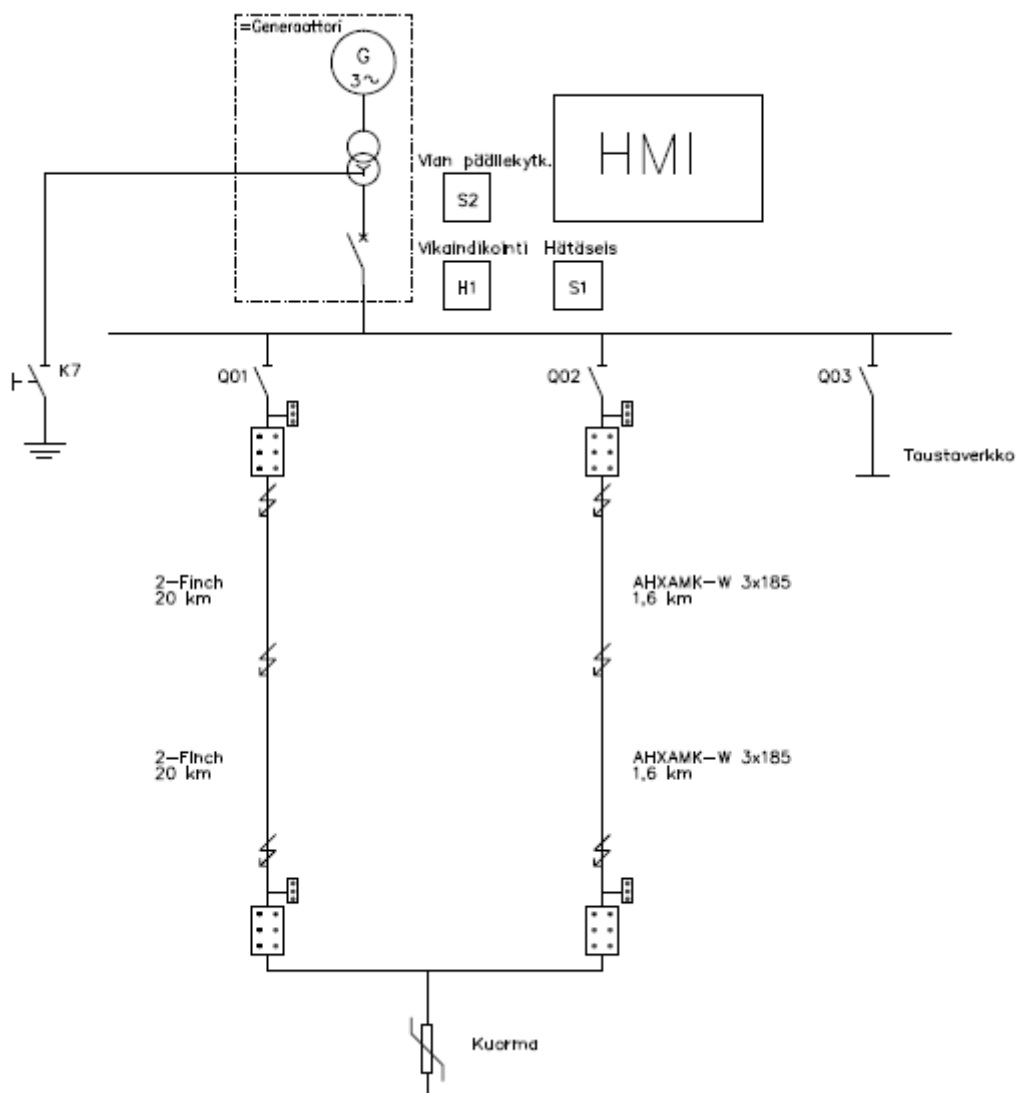 =Generaattori
G
3~
HMI
Vian päällekytk.
S2
Vikaindikointi
Hätäseis
H1
S1
K7
Q01
Q02
Q03
Taustaverkko
2-Finch
20 km
AHXAMK-W 3x185
1,6 km
2-Finch
20 km
AHXAMK-W 3x185
1,6 km
Kuorma